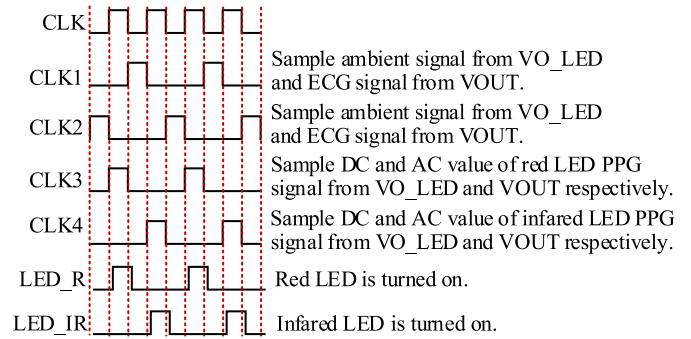 CLK
CLK1
Sample ambient signal from VO_LED
and ECG signal from VOUT.
CLK2
Sample ambient signal from VO_LED
and ECG signal from VOUT.
CLK3
Sample DC and AC value of red LED PPG
signal from VO_LED and VOUT respectively.
CLK4
Sample DC and AC value of infared LED PPG
signal from VO_LED and VOUT respectively.
LED_R
Red LED is turned on.
LED_IR
Infared LED is turned on.